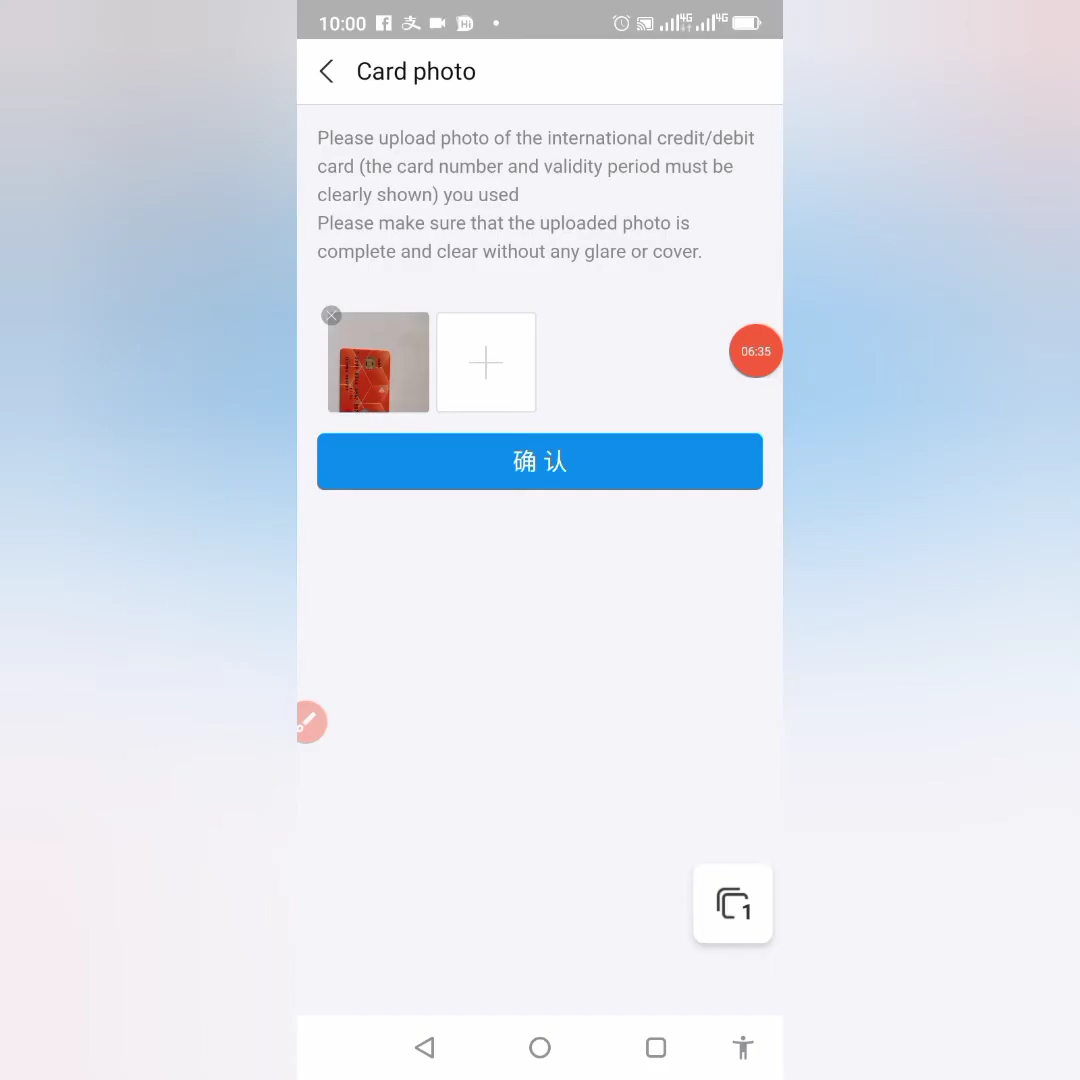 10:00
4G
4G
Card photo
Please upload photo of the international credit/debit
card (the card number and validity period must be
clearly shown) you used
Please make sure that the uploaded photo is
complete and clear without any glare or cover.
06:35
确认
1